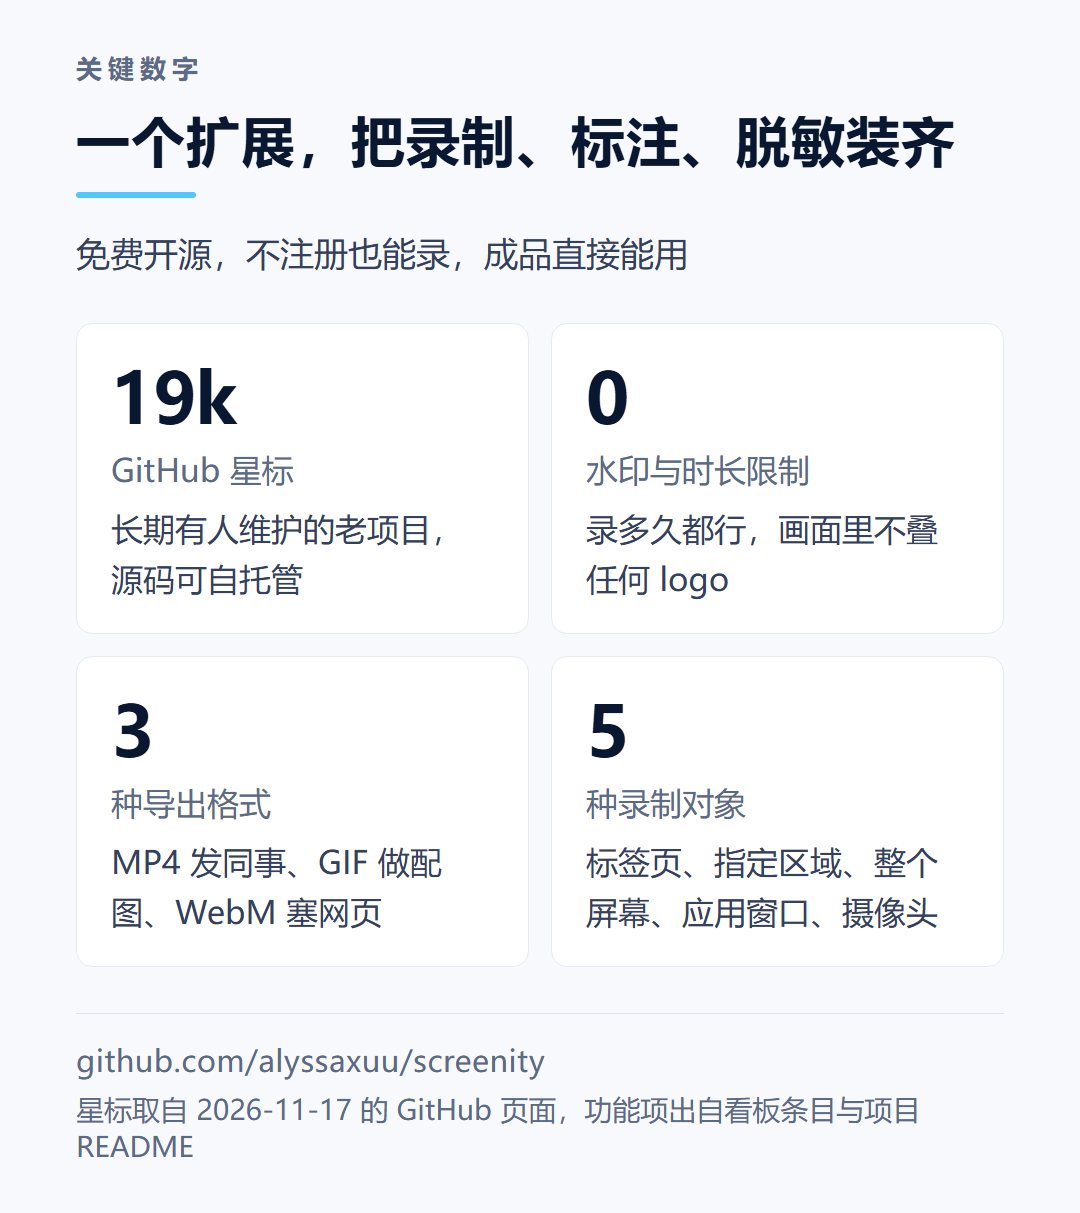 关键数字
一个扩展，把录制、标注、脱敏装齐
免费开源，不注册也能录，成品直接能用
19k
GitHub 星标
长期有人维护的老项目，
源码可自托管
0
水印与时长限制
录多久都行，画面里不叠
任何 logo
3
种导出格式
MP4 发同事、GIF 做配
图、WebM 塞网页
5
种录制对象
标签页、指定区域、整个
屏幕、应用窗口、摄像头
github.com/alyssaxuu/screenity
星标取自 2026-11-17 的 GitHub 页面，功能项出自看板条目与项目
README